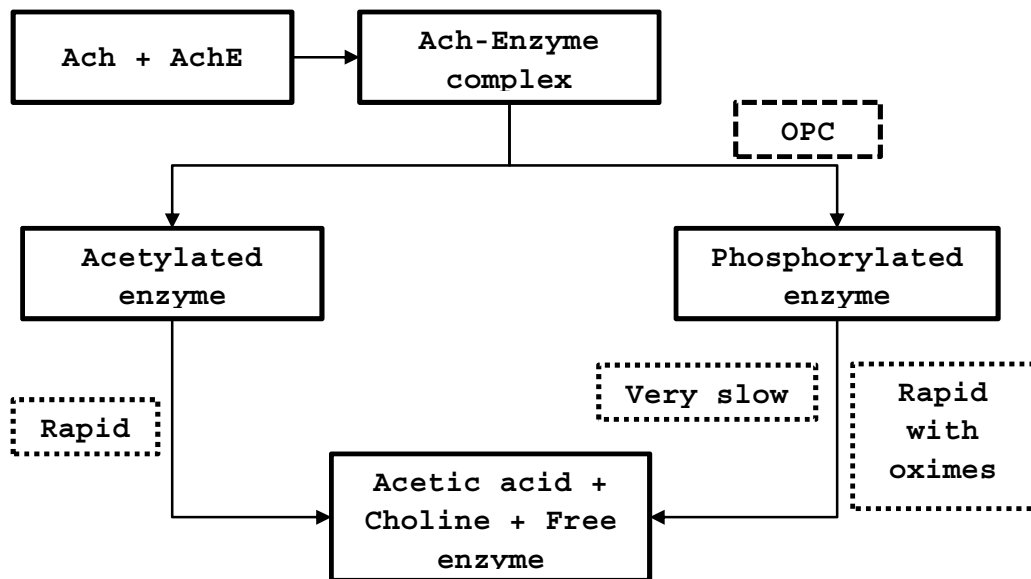 Ach + AchE
Ach-Enzyme
complex
OPC
Acetylated
enzyme
Phosphorylated
enzyme
Rapid
Very slow
Rapid
with
oximes
Acetic acid +
Choline + Free
enzyme